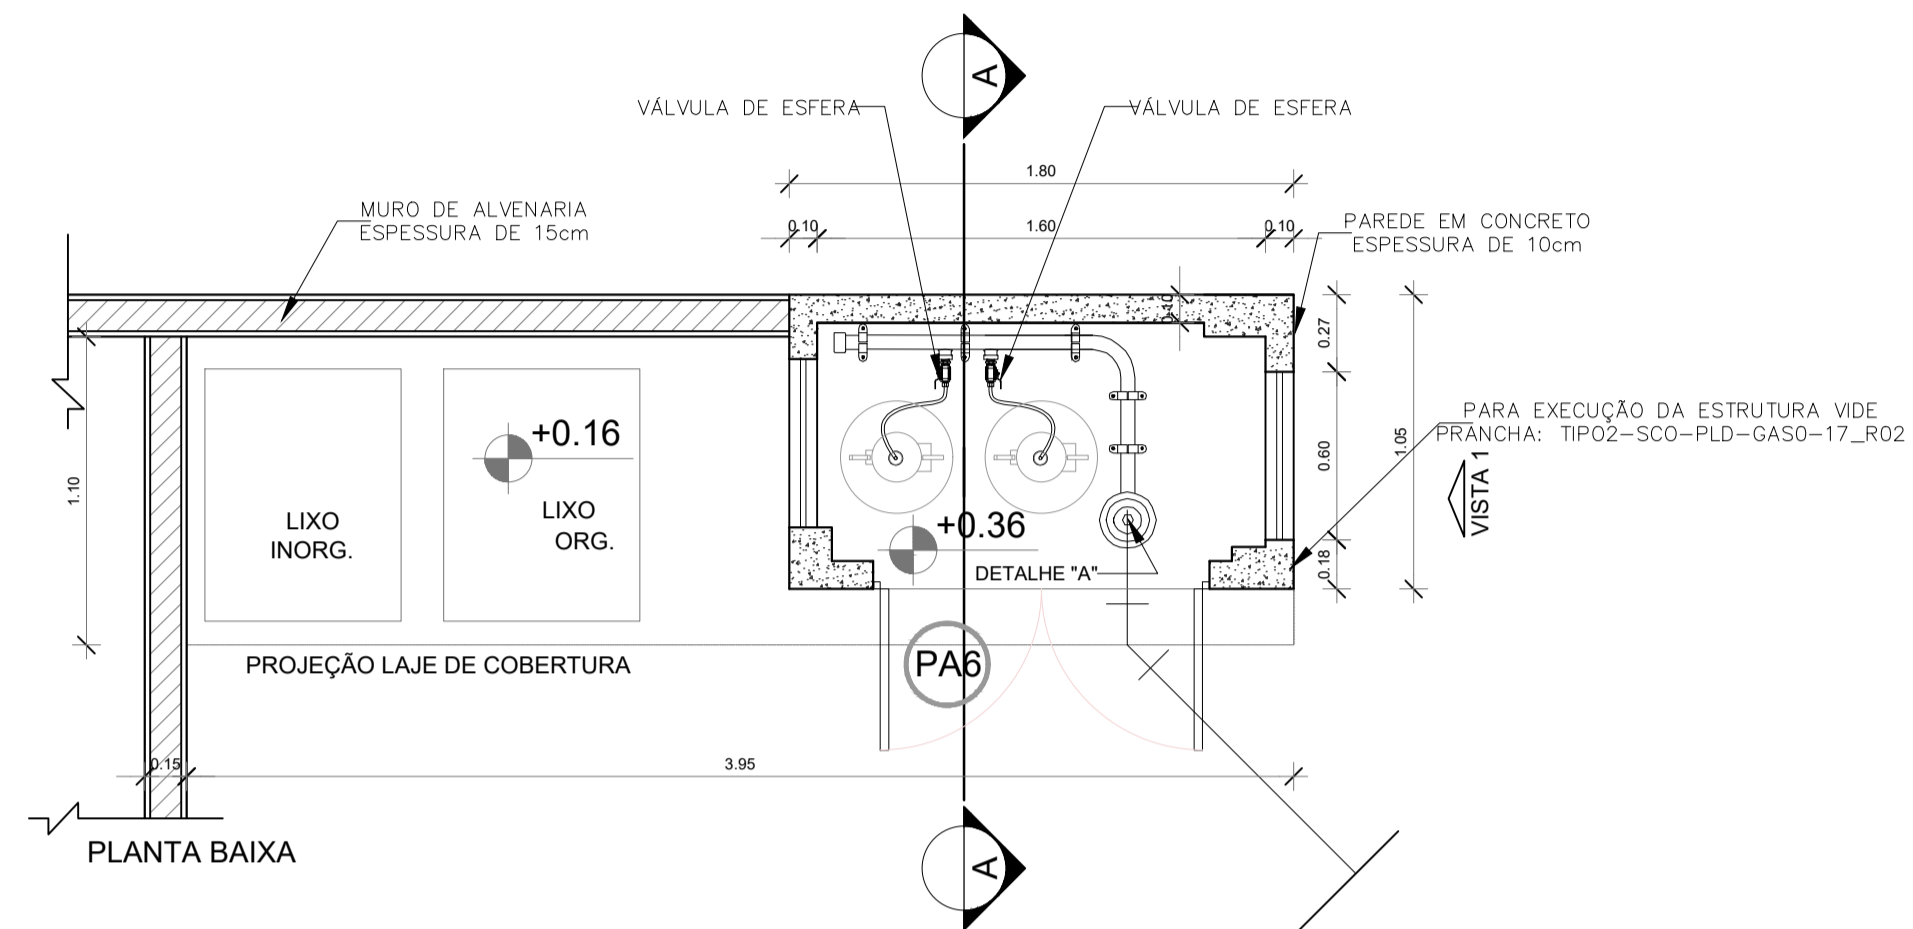 A
VÁLVULA DE ESFERA
VÁLVULA DE ESFERA
1.80
MURO DE ALVENARIA
ESPESSURA DE 15cm
0.10
1.60
0.10
PAREDE EM CONCRETO
ESPESSURA DE 10cm
0.10
0.27
1.10
+0.16
LIXO
INORG.
LIXO
ORG.
+0.36
DETALHE "A"
0.60
1.05
0.18
PARA EXECUÇÃO DA ESTRUTURA VIDE
PRANCHA: TIPO2-SCO-PLD-GAS0-17_R02
VISTA 1
PROJEÇÃO LAJE DE COBERTURA
PA6
0.15
3.95
PLANTA BAIXA
A